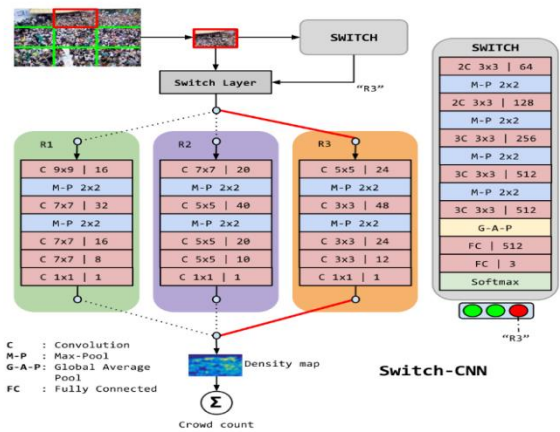 SWITCH
Switch Layer
“R3”
R1
C 9x9 | 16
M-P 2x2
C 7x7 | 32
M-P 2x2
C 7x7 | 16
C 7x7 | 8
C 1x1 | 1
R2
C 7x7 | 20
M-P 2x2
C 5x5 | 40
M-P 2x2
C 5x5 | 20
C 5x5 | 10
C 1x1 | 1
R3
C 5x5 | 24
M-P 2x2
C 3x3 | 48
M-P 2x2
C 3x3 | 24
C 3x3 | 12
C 1x1 | 1
SWITCH
2C 3x3 | 64
M-P 2x2
2C 3x3 | 128
M-P 2x2
3C 3x3 | 256
M-P 2x2
3C 3x3 | 512
M-P 2x2
3C 3x3 | 512
G-A-P
FC | 512
FC | 3
Softmax
“R3”
C : Convolution
M-P : Max-Pool
G-A-P: Global Average
Pool
FC : Fully Connected
Density map
Σ
Crowd count
Switch-CNN